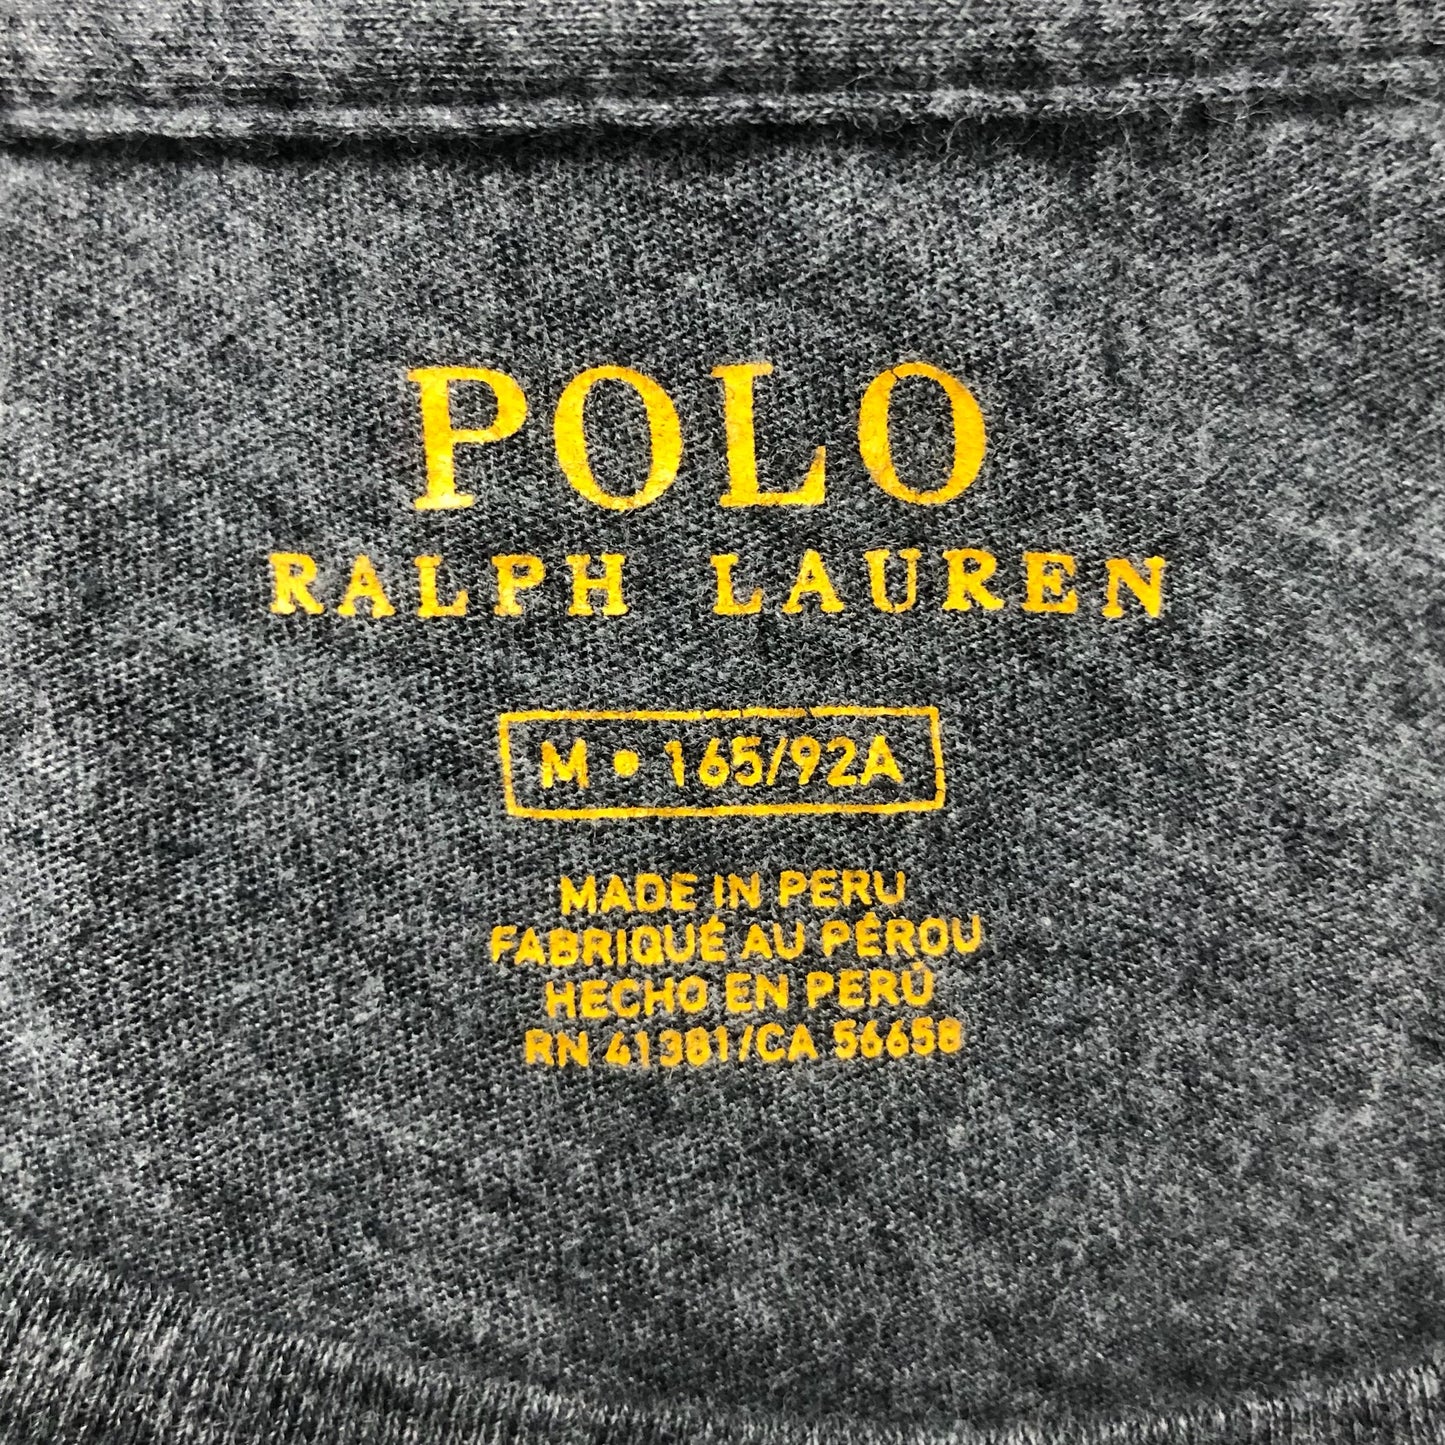 POLO
RALPH LAUREN
M • 165/92A
MADE IN PERU
FABRIQUÉ AU PÉROU
HECHO EN PERÚ
RN 41381/CA 56658